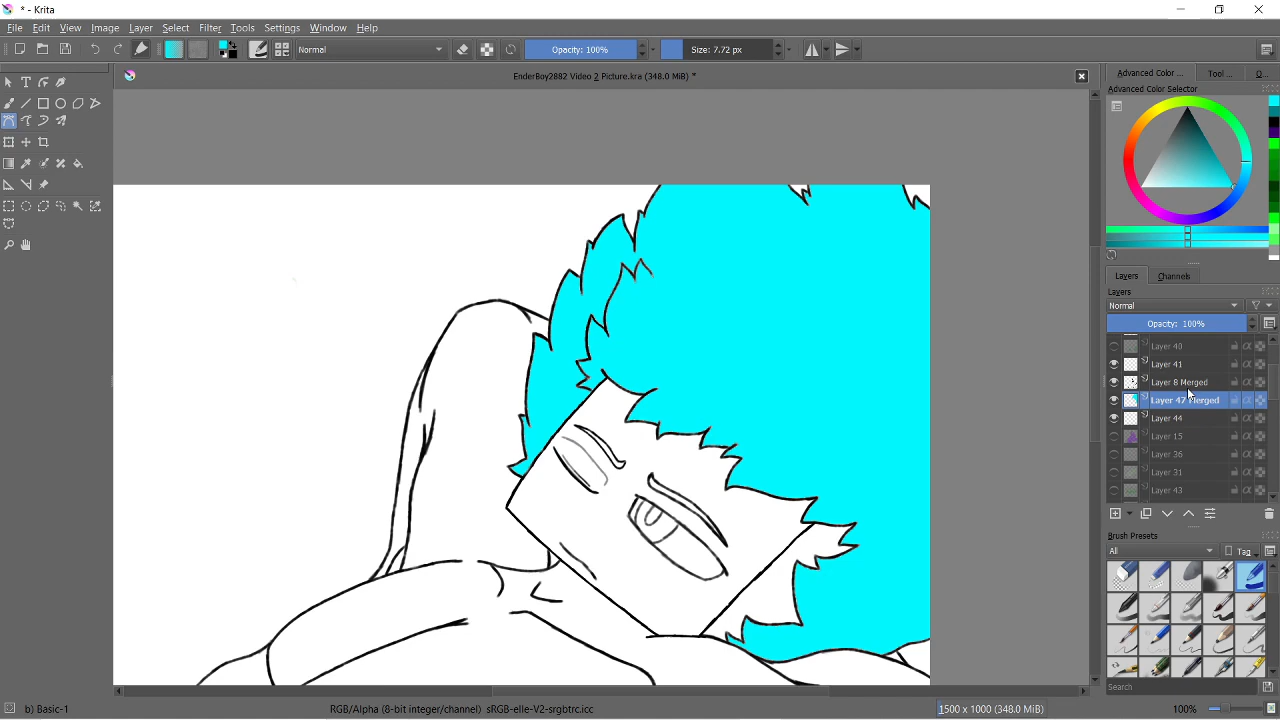 * - Krita
File Edit View Image Layer Select Filter Tools Settings Window Help
Normal Opacity: 100% Size: 7.72 px
EnderBoy2882 Video 2 Picture.kra (348.0 MiB) *
Advanced Color ... Tool ... O...
Advanced Color Selector
Layers Channels
Layers
Normal
Opacity: 100%
Layer 40
Layer 41
Layer 8 Merged
Layer 47 Merged
Layer 44
Layer 15
Layer 36
Layer 31
Layer 43
Brush Presets
All Tag
Search
b) Basic-1 RGB/Alpha (8-bit integer/channel) sRGB-elle-V2-srgbtrc.icc 1500 x 1000 (348.0 MiB) 100%